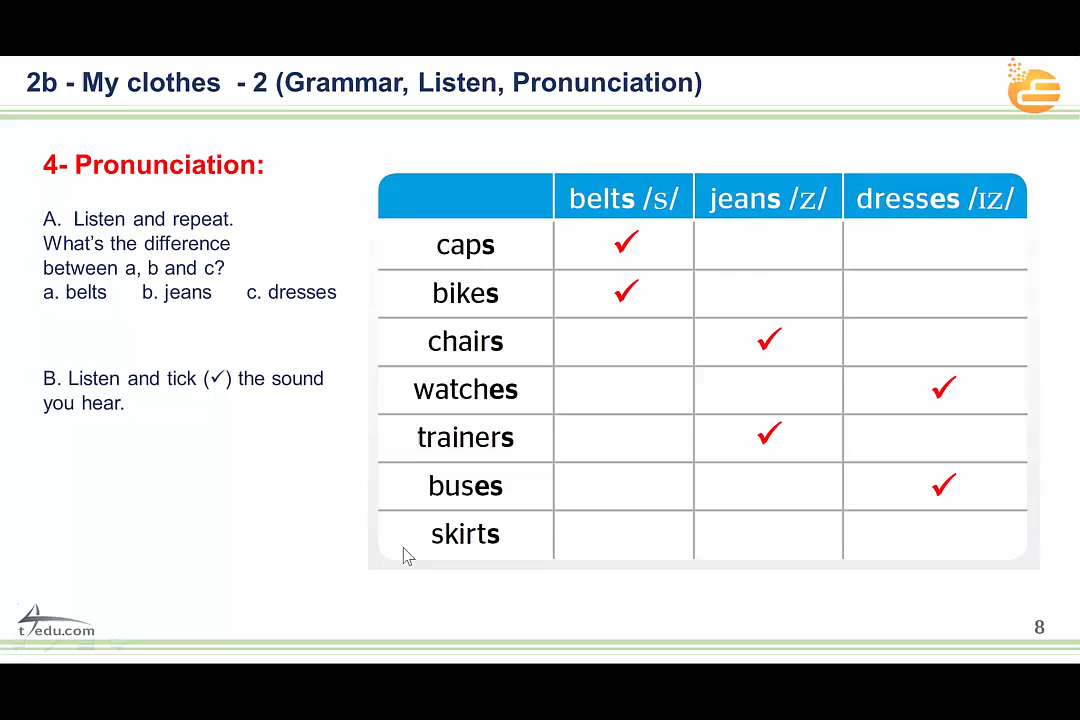 2b - My clothes - 2 (Grammar, Listen, Pronunciation)
4- Pronunciation:
A. Listen and repeat.
What's the difference
between a, b and c?
a. belts b. jeans c. dresses
B. Listen and tick (✓) the sound
you hear.
belts /s/ jeans /z/ dresses /ɪz/
caps ✓
bikes ✓
chairs ✓
watches ✓
trainers ✓
buses ✓
skirts
t4edu.com
8